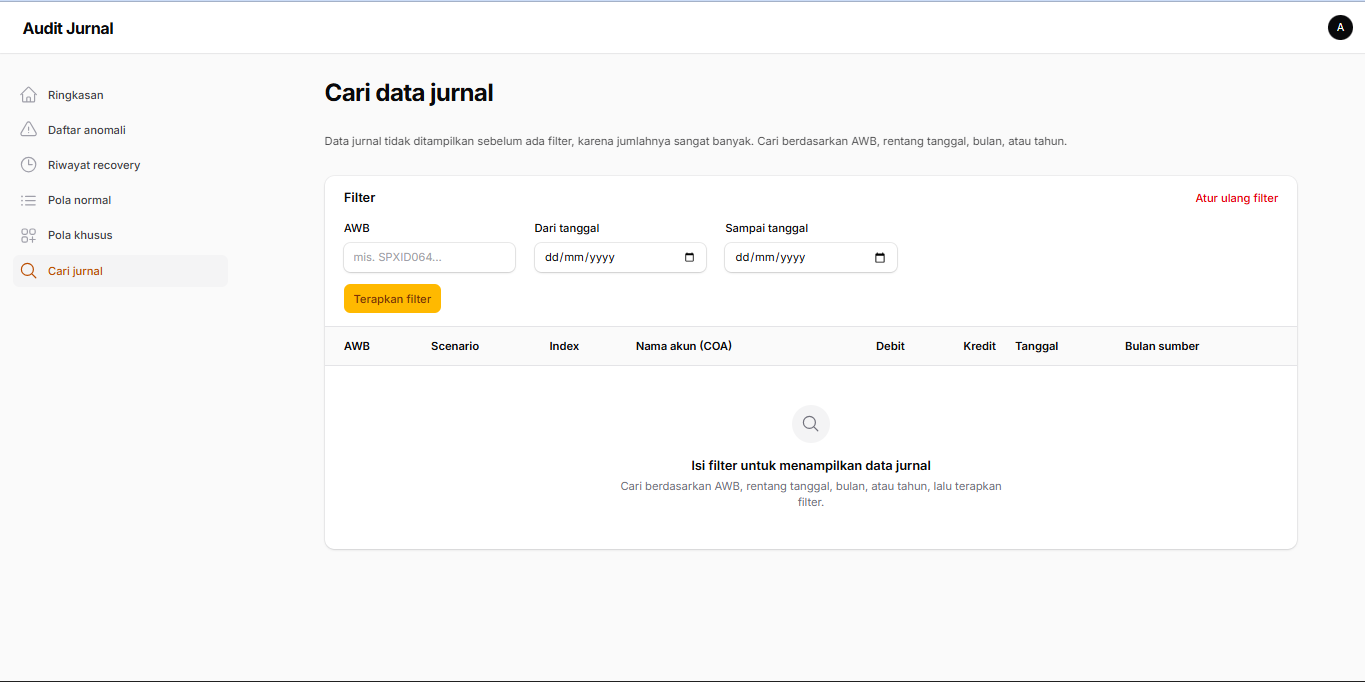 Audit Jurnal
A
Ringkasan
Daftar anomali
Riwayat recovery
Pola normal
Pola khusus
Cari jurnal
Cari data jurnal
Data jurnal tidak ditampilkan sebelum ada filter, karena jumlahnya sangat banyak. Cari berdasarkan AWB, rentang tanggal, bulan, atau tahun.
Filter
Atur ulang filter
AWB
Dari tanggal
Sampai tanggal
mis. SPXID064...
dd/mm/yyyy
dd/mm/yyyy
Terapkan filter
AWB Scenario Index Nama akun (COA) Debit Kredit Tanggal Bulan sumber
Isi filter untuk menampilkan data jurnal
Cari berdasarkan AWB, rentang tanggal, bulan, atau tahun, lalu terapkan
filter.